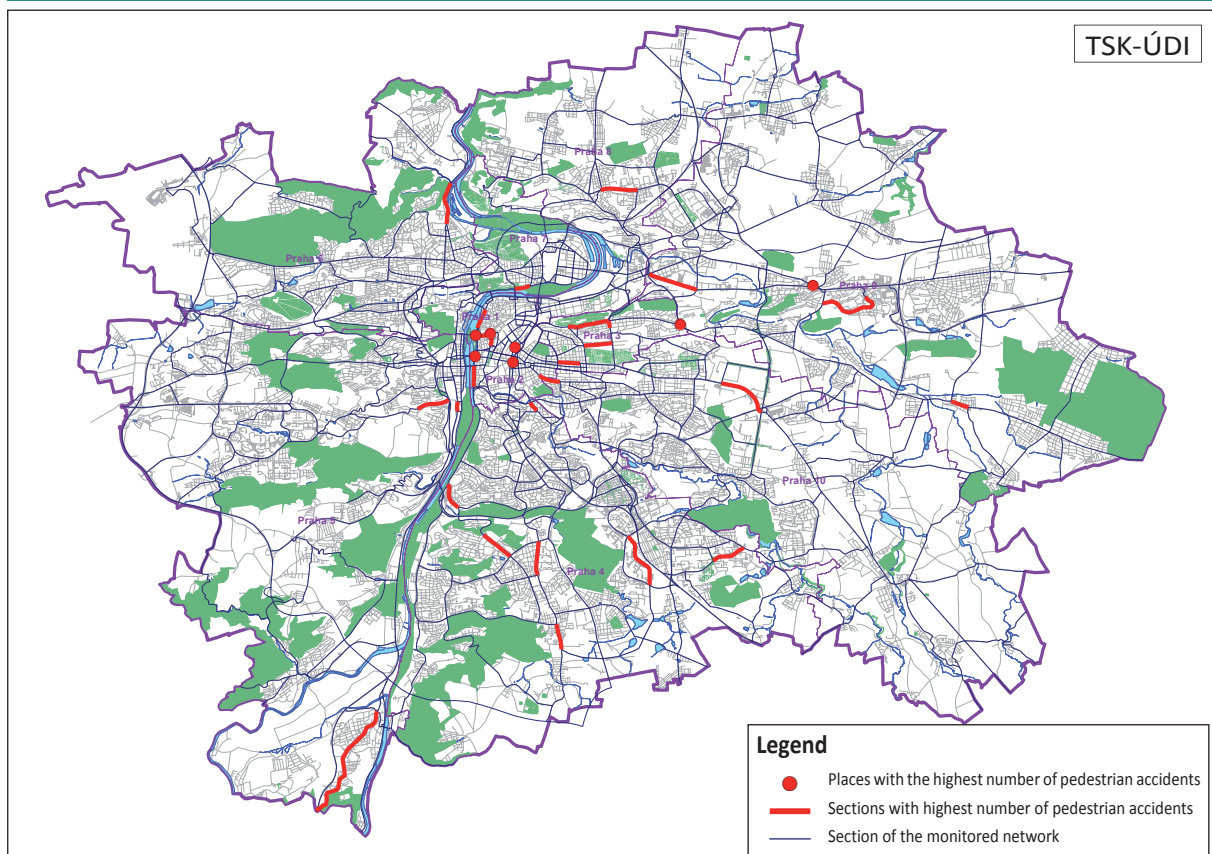 TSK-ÚDI
Praha 8
Praha 7
Praha 6
Praha 9
Praha 1
Praha 3
Praha 2
Praha 10
Praha 5
Praha 4
Legend
Places with the highest number of pedestrian accidents
Sections with highest number of pedestrian accidents
Section of the monitored network